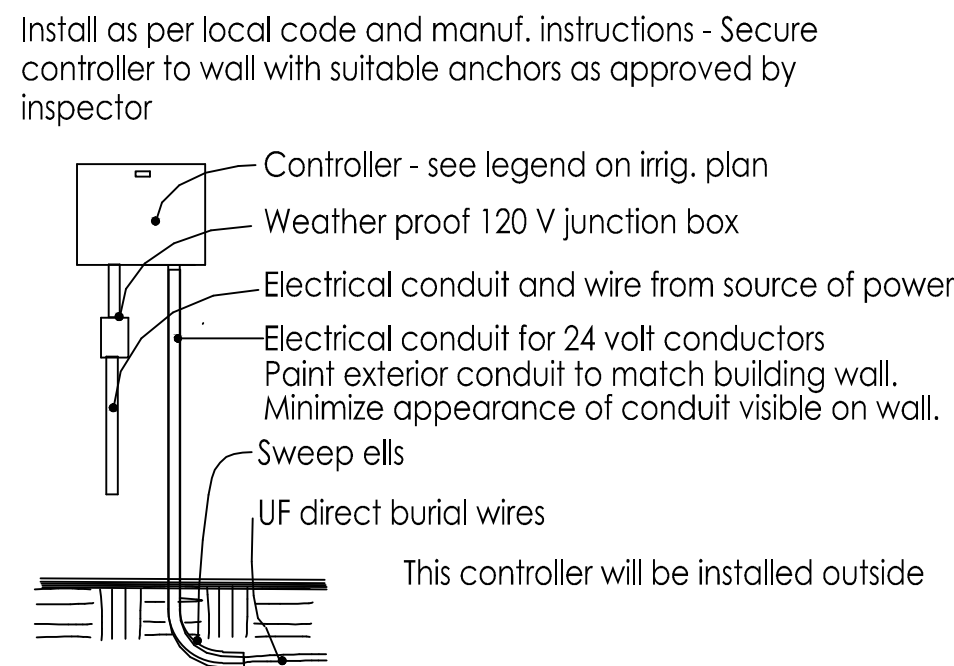 Install as per local code and manuf. instructions - Secure
controller to wall with suitable anchors as approved by
inspector
Controller - see legend on irrig. plan
Weather proof 120 V junction box
Electrical conduit and wire from source of power
Electrical conduit for 24 volt conductors
Paint exterior conduit to match building wall.
Minimize appearance of conduit visible on wall.
Sweep ells
UF direct burial wires
This controller will be installed outside